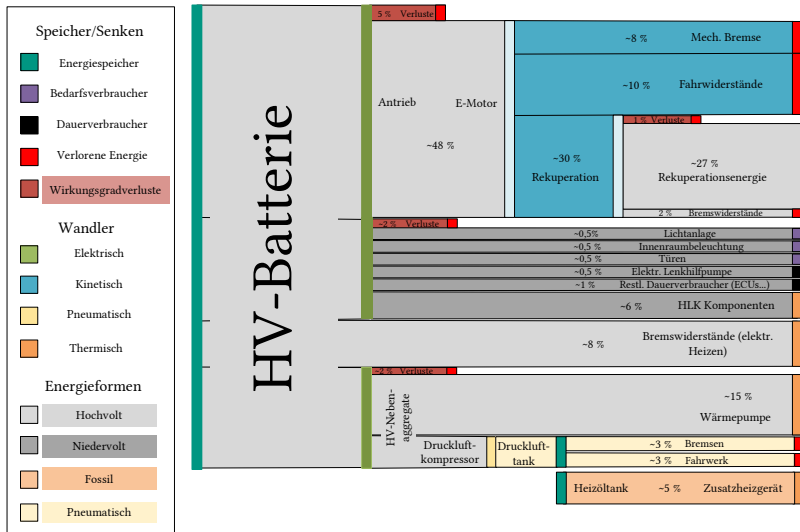 Speicher/Senken
Energiespeicher
Bedarfsverbraucher
Dauerverbraucher
Verlorene Energie
Wirkungsgradverluste
Wandler
Elektrisch
Kinetisch
Pneumatisch
Thermisch
Energieformen
Hochvolt
Niedervolt
Fossil
Pneumatisch
HV-Batterie
5 % Verluste
Antrieb E-Motor
~48 %
~8 % Mech. Bremse
~10 % Fahrwiderstände
~30 %
Rekuperation
1 % Verluste
~27 %
Rekuperationsenergie
2 % Bremswiderstände
~2 % Verluste
~0,5% Lichtanlage
~0,5 % Innenraumbeleuchtung
~0,5 % Türen
~0,5 % Elektr. Lenkhilfpumpe
~1 % Restl. Dauerverbraucher (ECUs...)
~6 % HLK Komponenten
~8 % Bremswiderstände (elektr.
Heizen)
~2 % Verluste
HV-Neben-
aggregate
~15 %
Wärmepumpe
Druckluft-
kompressor
Druckluft-
tank
~3 % Bremsen
~3 % Fahrwerk
Heizöltank ~5 % Zusatzheizgerät